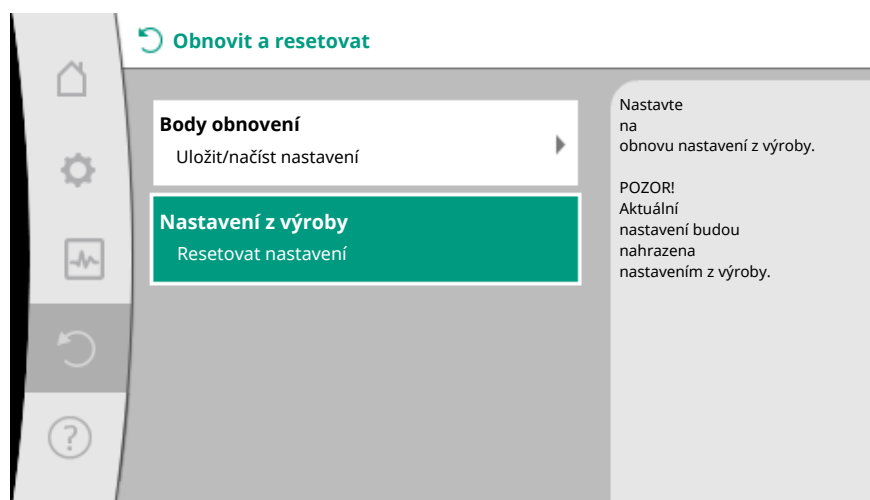 Obnovit a resetovat
Body obnovení
Uložit/načíst nastavení
Nastavení z výroby
Resetovat nastavení
Nastavte
na
obnovu nastavení z výroby.
POZOR!
Aktuální
nastavení budou
nahrazena
nastavením z výroby.
?